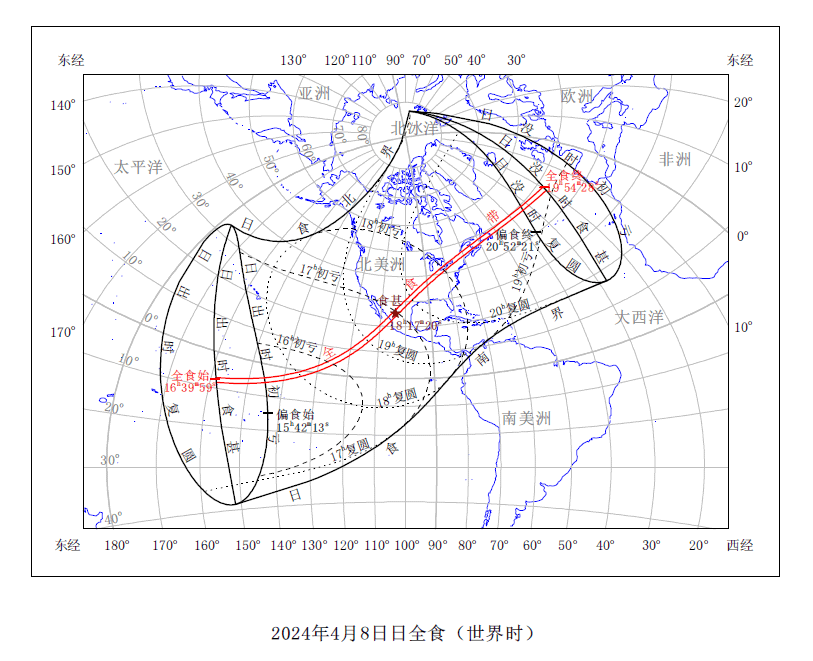 东经 130° 120° 110° 90° 70° 50° 40° 30° 东经
140° 亚洲 欧洲 20°
北冰洋
80°
70°
60°
50°
40°
30°
20°
10°
0°
10°
20°
30°
40°
150° 太平洋 非洲 10°
160° 0°
170° 10°
全食终
日没时初亏
日没时食甚
日没时复圆
日食北界
偏食终
20ʰ52ᵐ21ˢ
18ʰ初亏
17ʰ初亏
16ʰ初亏
19ʰ初亏
北美洲
全食带
食甚
20ʰ复圆
19ʰ复圆
18ʰ复圆
17ʰ复圆
大西洋
南美洲
日出时复圆
日出时食甚
日出时初亏
全食始
16ʰ39ᵐ59ˢ
偏食始
15ʰ42ᵐ13ˢ
日食南界
东经 180° 170° 160° 150° 140° 130° 120° 110° 100° 90° 80° 70° 60° 50° 40° 30° 20° 西经
2024年4月8日日全食（世界时）